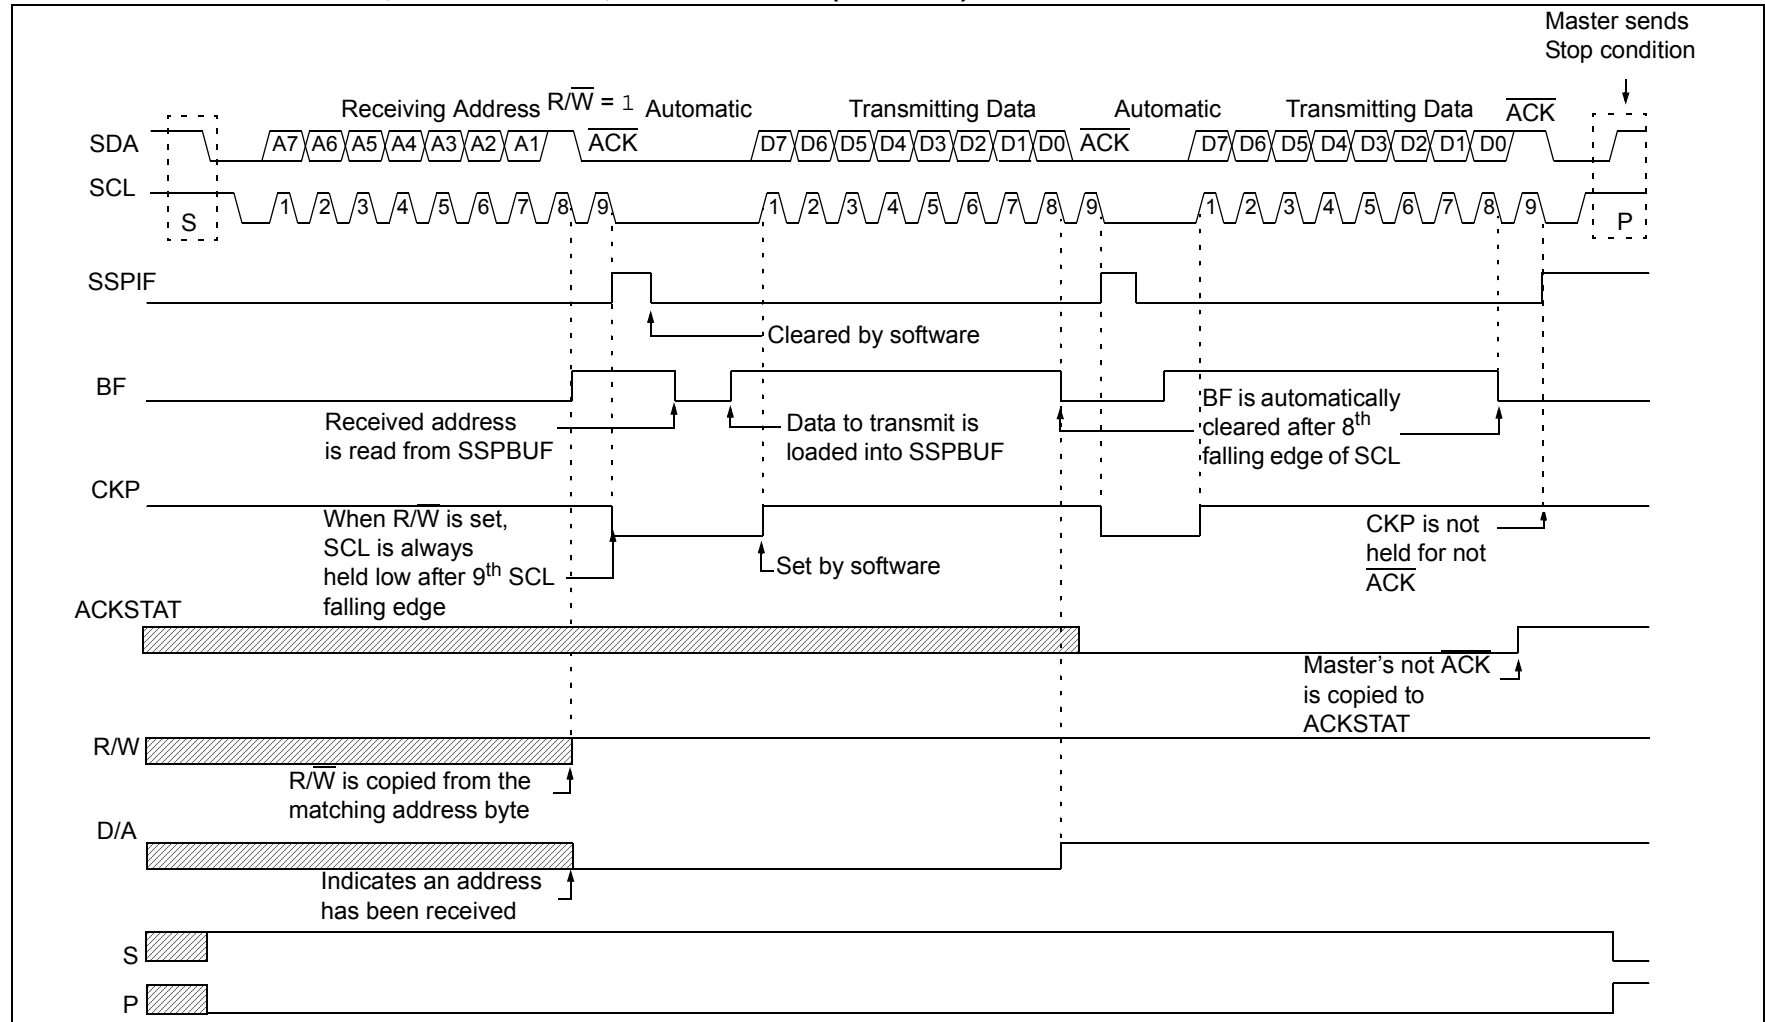 Master sends
Stop condition
Receiving Address R/W̅ = 1 Automatic Transmitting Data Automatic Transmitting Data A̅C̅K̅
SDA A7 A6 A5 A4 A3 A2 A1 A̅C̅K̅ D7 D6 D5 D4 D3 D2 D1 D0 A̅C̅K̅ D7 D6 D5 D4 D3 D2 D1 D0
SCL 1 2 3 4 5 6 7 8 9 1 2 3 4 5 6 7 8 9 1 2 3 4 5 6 7 8 9
S P
SSPIF
Cleared by software
BF
Received address
is read from SSPBUF
Data to transmit is
loaded into SSPBUF
BF is automatically
cleared after 8th
falling edge of SCL
CKP
When R/W̅ is set,
SCL is always
held low after 9th SCL
falling edge
Set by software
CKP is not
held for not
A̅C̅K̅
ACKSTAT
Master's not A̅C̅K̅
is copied to
ACKSTAT
R/W
R/W̅ is copied from the
matching address byte
D/A
Indicates an address
has been received
S
P